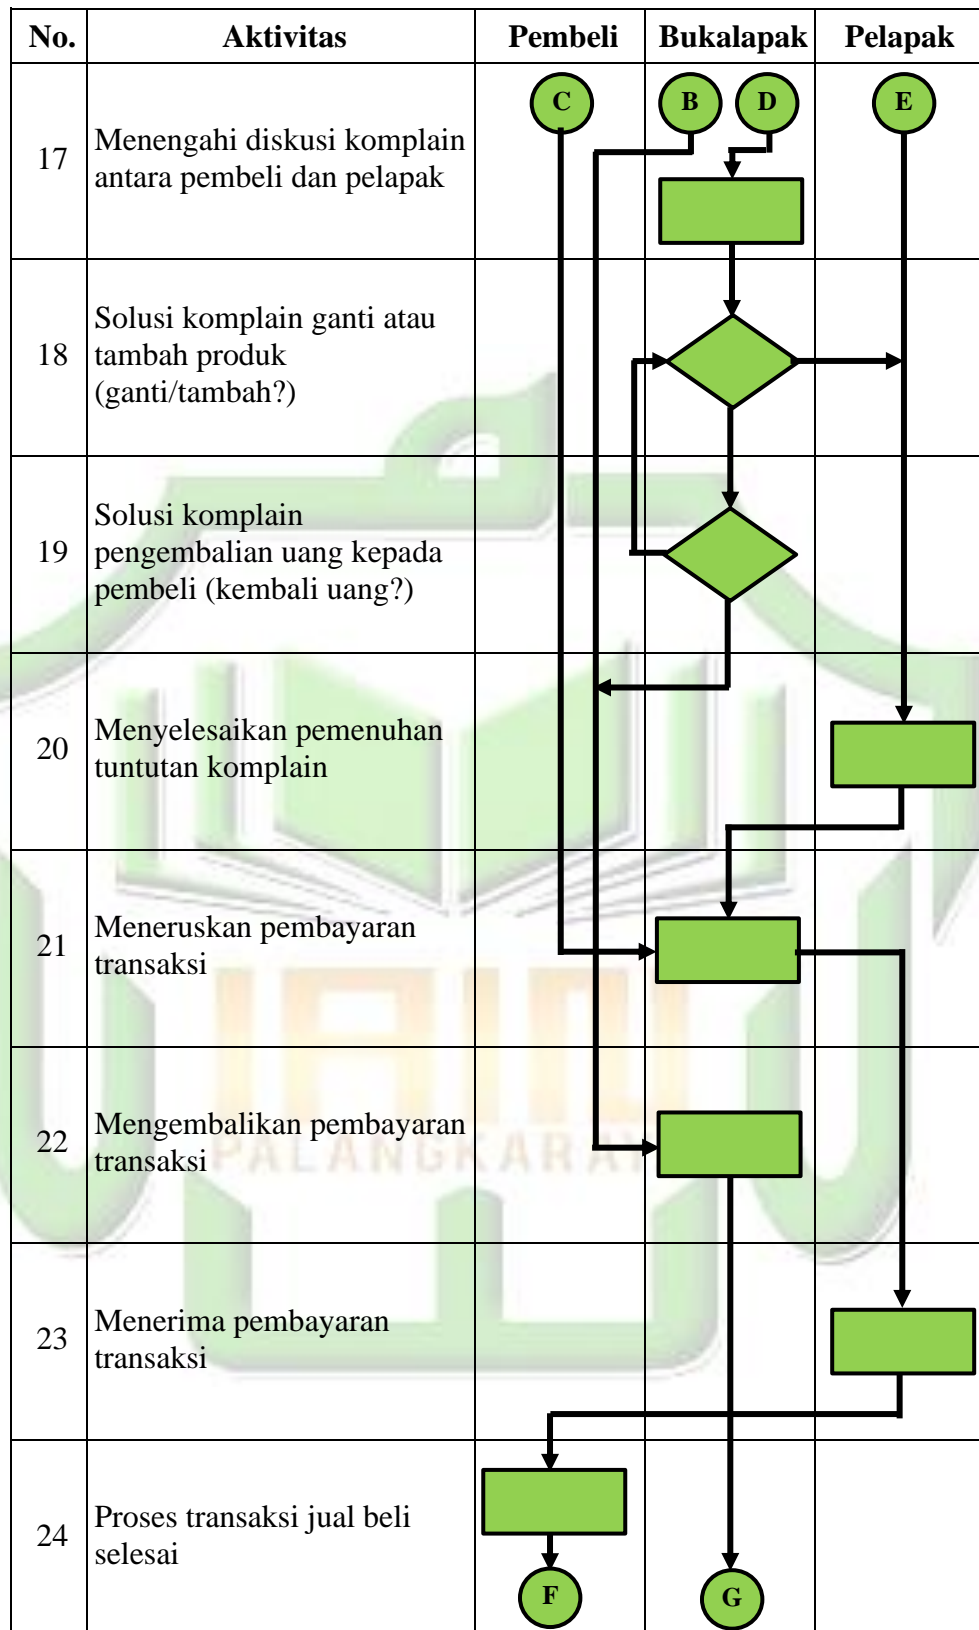 No. Aktivitas Pembeli Bukalapak Pelapak
C B D E
17 Menengahi diskusi komplain
antara pembeli dan pelapak
18 Solusi komplain ganti atau
tambah produk
(ganti/tambah?)
19 Solusi komplain
pengembalian uang kepada
pembeli (kembali uang?)
20 Menyelesaikan pemenuhan
tuntutan komplain
21 Meneruskan pembayaran
transaksi
IAIN
22 Mengembalikan pembayaran
transaksi
PALANGKARAYA
23 Menerima pembayaran
transaksi
24 Proses transaksi jual beli
selesai
F G